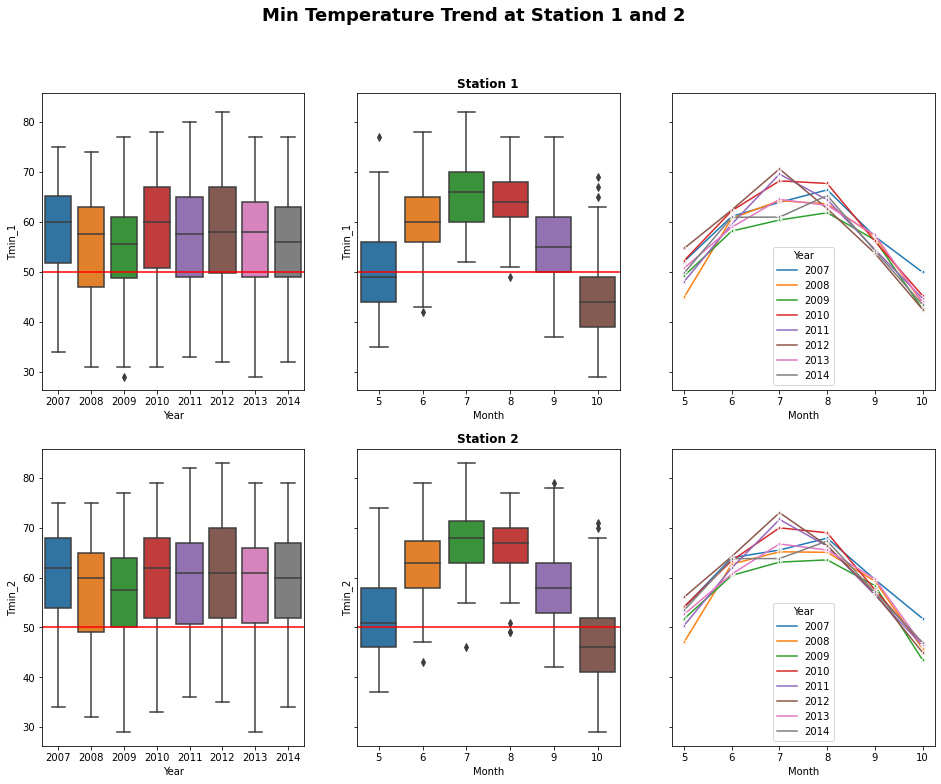 Min Temperature Trend at Station 1 and 2
Station 1
80
70
60
50
40
30
Tmin_1
2007 2008 2009 2010 2011 2012 2013 2014
Year
Tmin_1
5 6 7 8 9 10
Month
Year
2007
2008
2009
2010
2011
2012
2013
2014
5 6 7 8 9 10
Month
Station 2
80
70
60
50
40
30
Tmin_2
2007 2008 2009 2010 2011 2012 2013 2014
Year
Tmin_2
5 6 7 8 9 10
Month
Year
2007
2008
2009
2010
2011
2012
2013
2014
5 6 7 8 9 10
Month